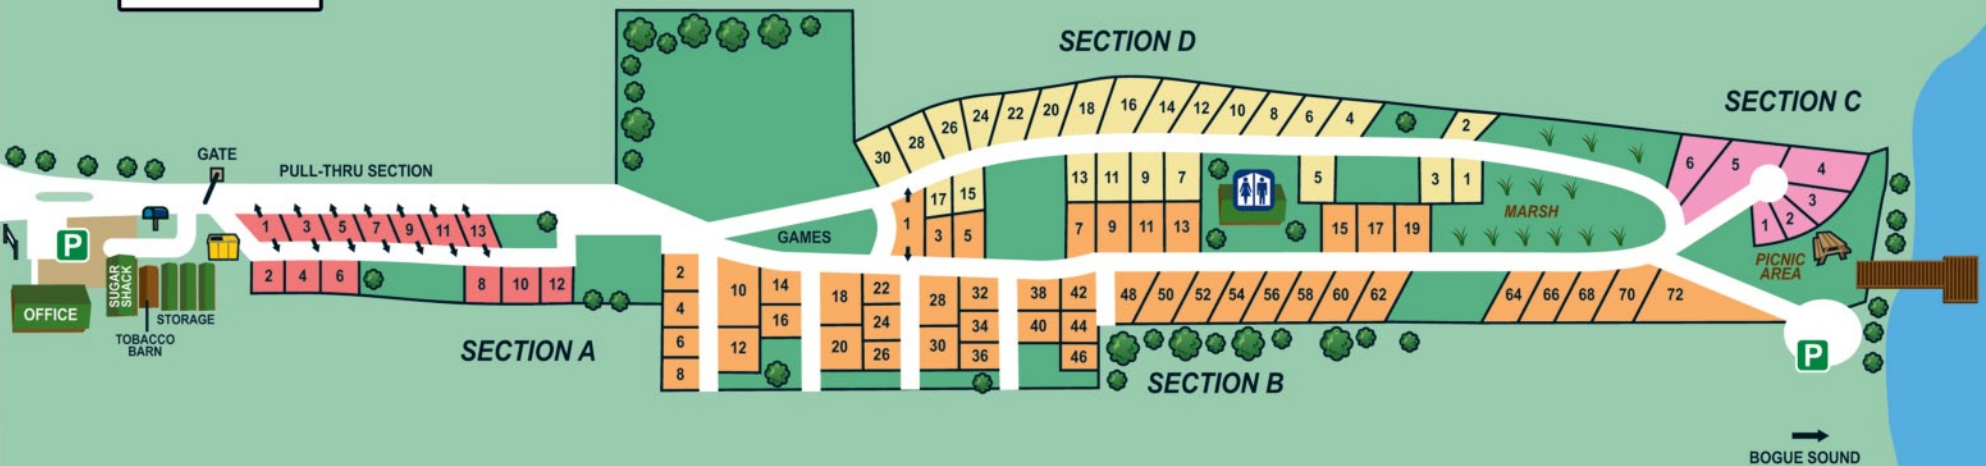 SECTION D
SECTION C
GATE
PULL-THRU SECTION
30 28 26 24 22 20 18 16 14 12 10 8 6 4 2
6 5 4
3
1 2
17 15
13 11 9 7
5
3 1
MARSH
1 3 5 7 9 11 13
GAMES
1
3 5
7 9 11 13
15 17 19
PICNIC
AREA
P
2 4 6
8 10 12
OFFICE
SUGAR
SHACK
STORAGE
TOBACCO
BARN
SECTION A
2
4
6
8
10 14
16
12
18 22
24
20 26
28 32
34
30 36
38 42
40 44
46
48 50 52 54 56 58 60 62
64 66 68 70 72
SECTION B
P
BOGUE SOUND